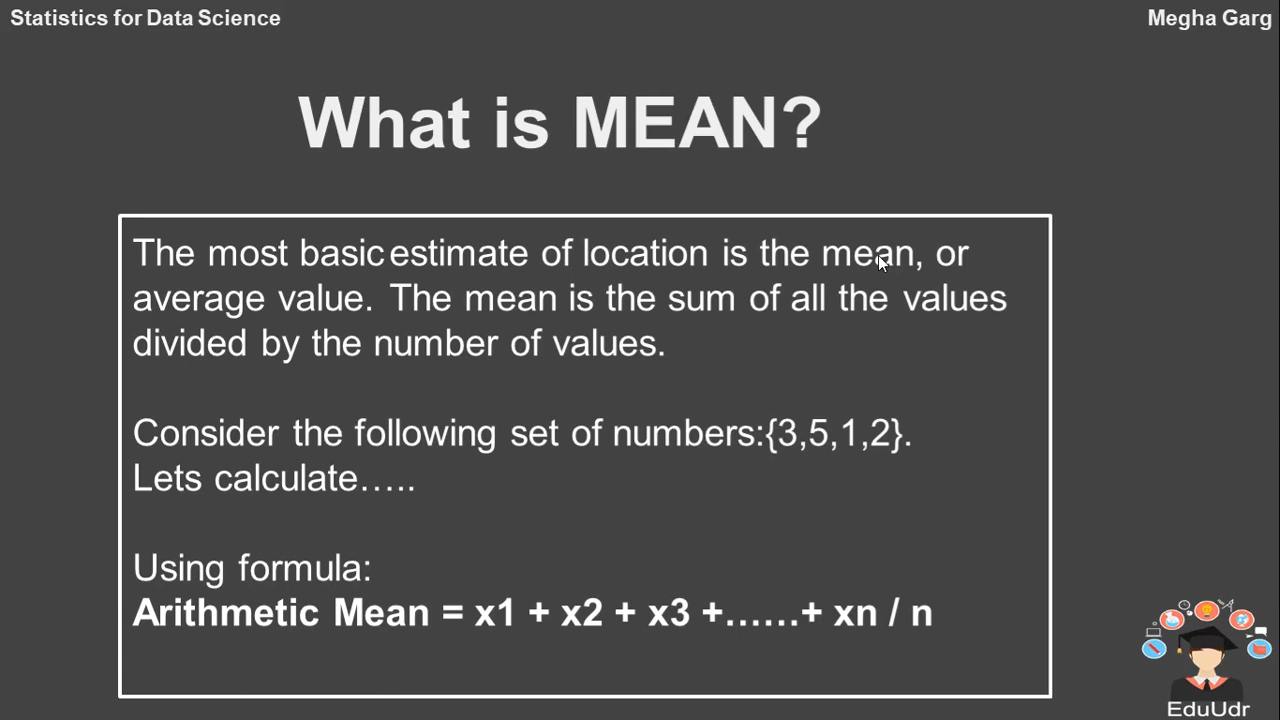 Statistics for Data Science
Megha Garg
What is MEAN?
The most basic estimate of location is the mean, or
average value. The mean is the sum of all the values
divided by the number of values.
Consider the following set of numbers:{3,5,1,2}.
Lets calculate…..
Using formula:
Arithmetic Mean = x1 + x2 + x3 +……+ xn / n
EduUdr